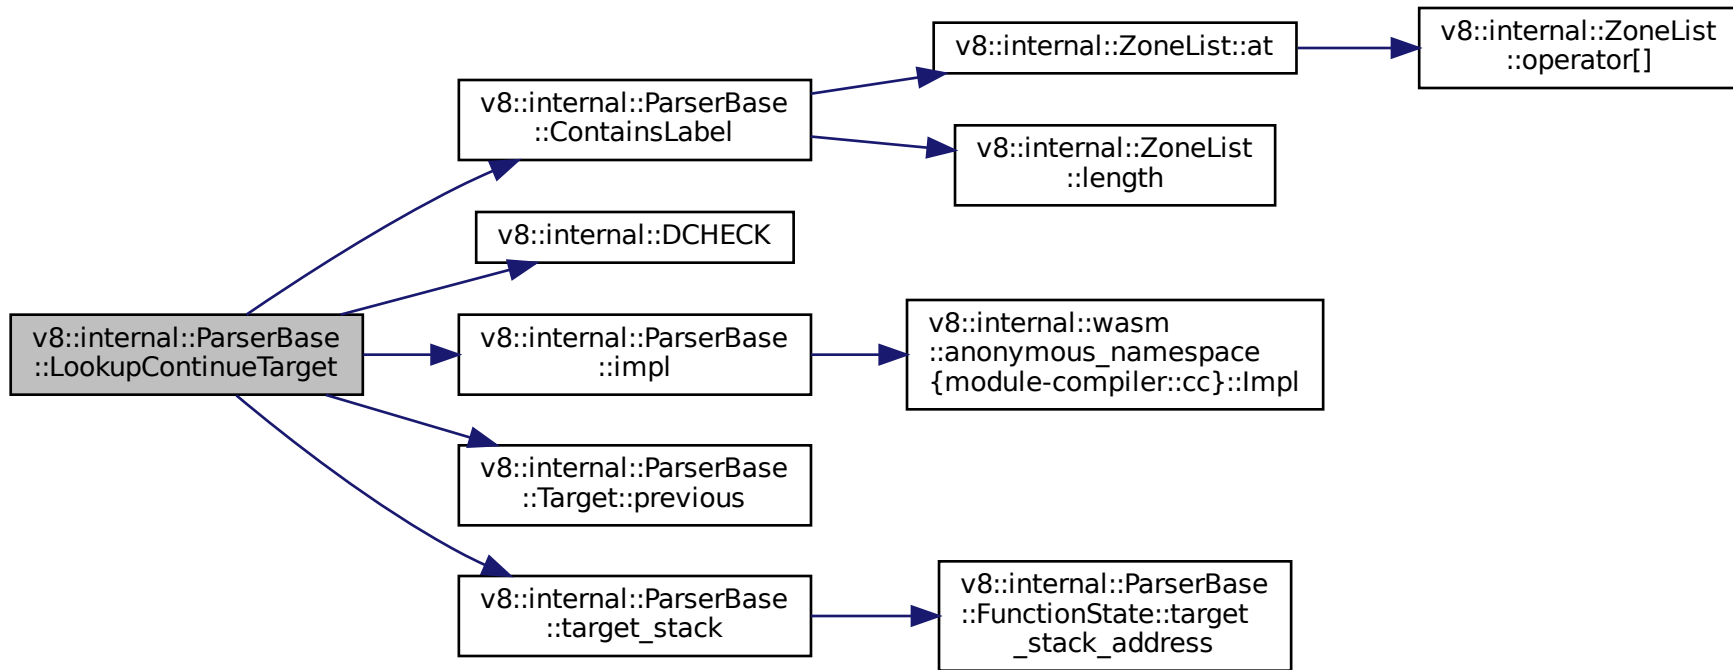 v8::internal::ParserBase
::LookupContinueTarget
v8::internal::ParserBase
::ContainsLabel
v8::internal::ZoneList::at
v8::internal::ZoneList
::operator[]
v8::internal::ZoneList
::length
v8::internal::DCHECK
v8::internal::ParserBase
::impl
v8::internal::wasm
::anonymous_namespace
{module-compiler::cc}::Impl
v8::internal::ParserBase
::Target::previous
v8::internal::ParserBase
::target_stack
v8::internal::ParserBase
::FunctionState::target
_stack_address